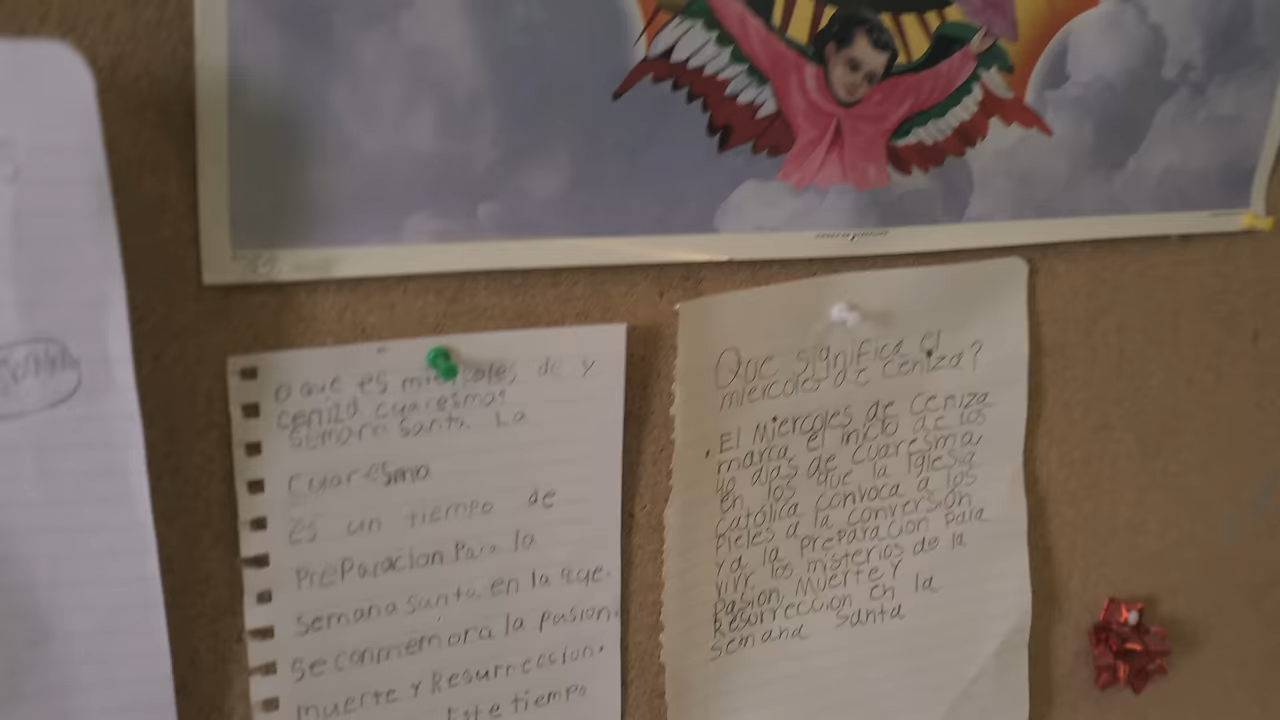 O que es miercoles de y
ceniza cuaresmas
semana Santa. La
Cuaresma
es un tiempo de
Preparacion Para la
semana Santa en la que.
se conmemora la pasion.
muerte y Resurreccion.
Este tiempo
Que significa el
miercoles de ceniza?
. El Miercoles de Ceniza
marca el inicio de los
40 dias de cuaresma
en los que la Iglesia
católica convoca a los
fieles a la conversión
ya la preparacion para
vivir los misterios de la
Pasion, Muerte y
Resurreccion en la
Semana Santa